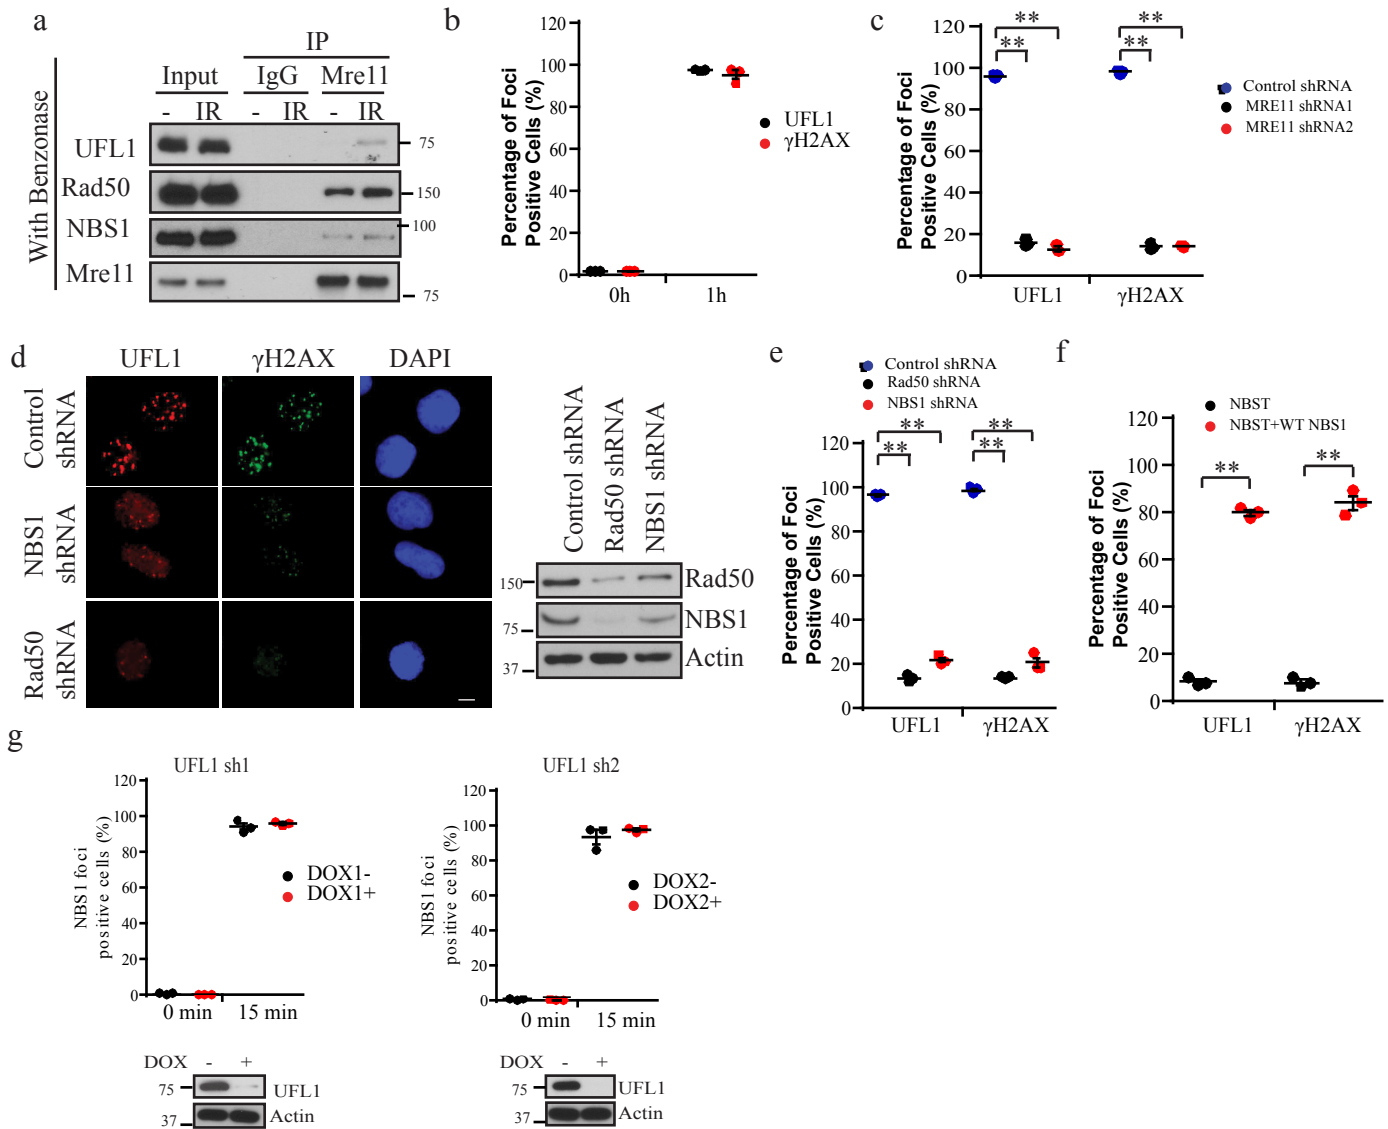 a
IP
Input IgG Mre11
- IR - IR - IR
With Benzonase
UFL1
75
Rad50
150
NBS1
100
Mre11
75
b
Percentage of Foci
Positive Cells (%)
120
100
80
60
40
20
0
0h 1h
UFL1
γH2AX
c
Percentage of Foci
Positive Cells (%)
120
100
80
60
40
20
0
** **
** **
UFL1 γH2AX
Control shRNA
MRE11 shRNA1
MRE11 shRNA2
d
UFL1 γH2AX DAPI
Control
shRNA
NBS1
shRNA
Rad50
shRNA
Control shRNA
Rad50 shRNA
NBS1 shRNA
150 Rad50
75 NBS1
37 Actin
e
Control shRNA
Rad50 shRNA
NBS1 shRNA
Percentage of Foci
Positive Cells (%)
120
100
80
60
40
20
0
** **
** **
UFL1 γH2AX
f
NBST
NBST+WT NBS1
Percentage of Foci
Positive Cells (%)
120
100
80
60
40
20
0
** **
UFL1 γH2AX
g
UFL1 sh1
NBS1 foci
positive cells (%)
120
100
80
60
40
20
0
0 min 15 min
DOX1-
DOX1+
DOX - +
75 UFL1
37 Actin
UFL1 sh2
NBS1 foci
positive cells (%)
120
100
80
60
40
20
0
0 min 15 min
DOX2-
DOX2+
DOX - +
75 UFL1
37 Actin